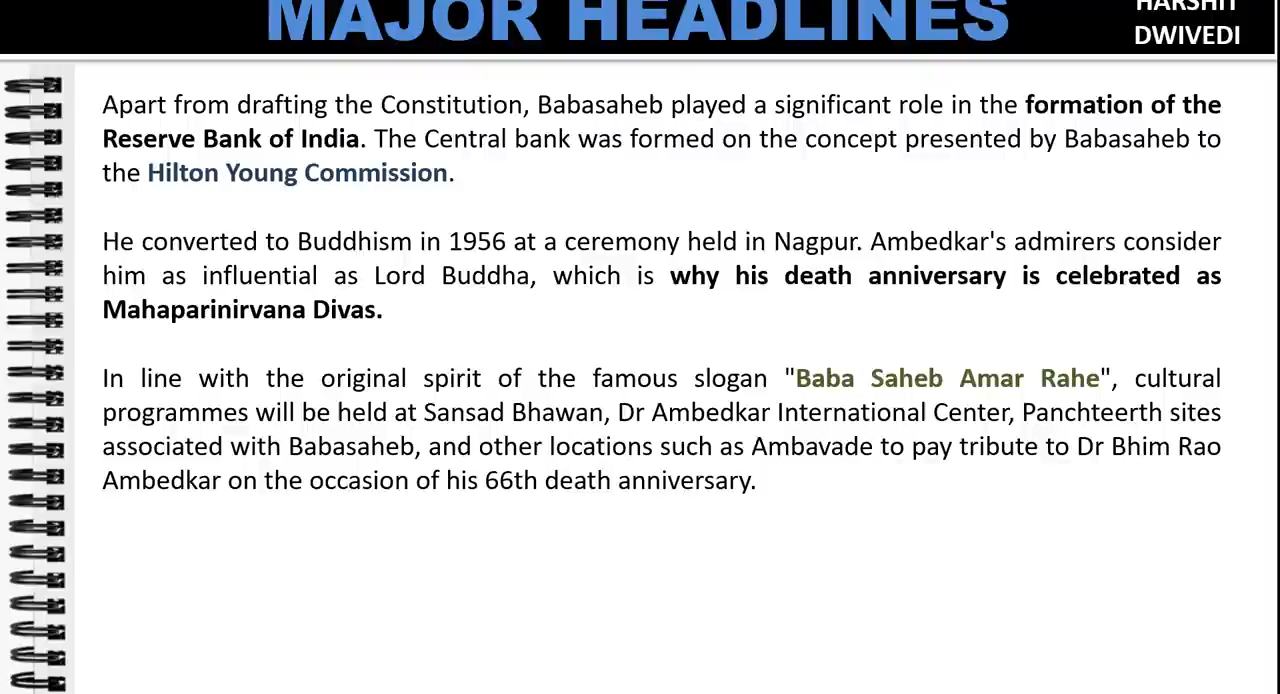 MAJOR HEADLINES
HARSHIT
DWIVEDI
Apart from drafting the Constitution, Babasaheb played a significant role in the formation of the
Reserve Bank of India. The Central bank was formed on the concept presented by Babasaheb to
the Hilton Young Commission.
He converted to Buddhism in 1956 at a ceremony held in Nagpur. Ambedkar's admirers consider
him as influential as Lord Buddha, which is why his death anniversary is celebrated as
Mahaparinirvana Divas.
In line with the original spirit of the famous slogan "Baba Saheb Amar Rahe", cultural
programmes will be held at Sansad Bhawan, Dr Ambedkar International Center, Panchteerth sites
associated with Babasaheb, and other locations such as Ambavade to pay tribute to Dr Bhim Rao
Ambedkar on the occasion of his 66th death anniversary.